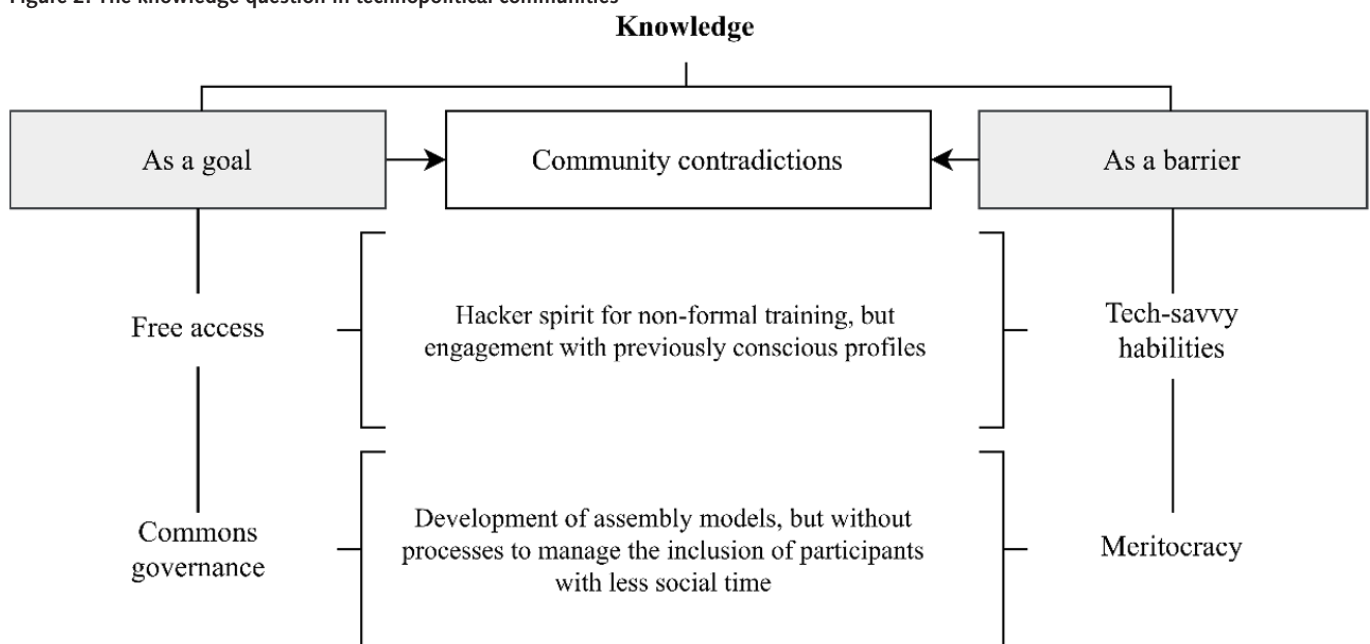 Figure 2. The knowledge question in technopolitical communities
Knowledge
As a goal
Community contradictions
As a barrier
Free access
Hacker spirit for non-formal training, but
engagement with previously conscious profiles
Tech-savvy
habilities
Commons
governance
Development of assembly models, but without
processes to manage the inclusion of participants
with less social time
Meritocracy